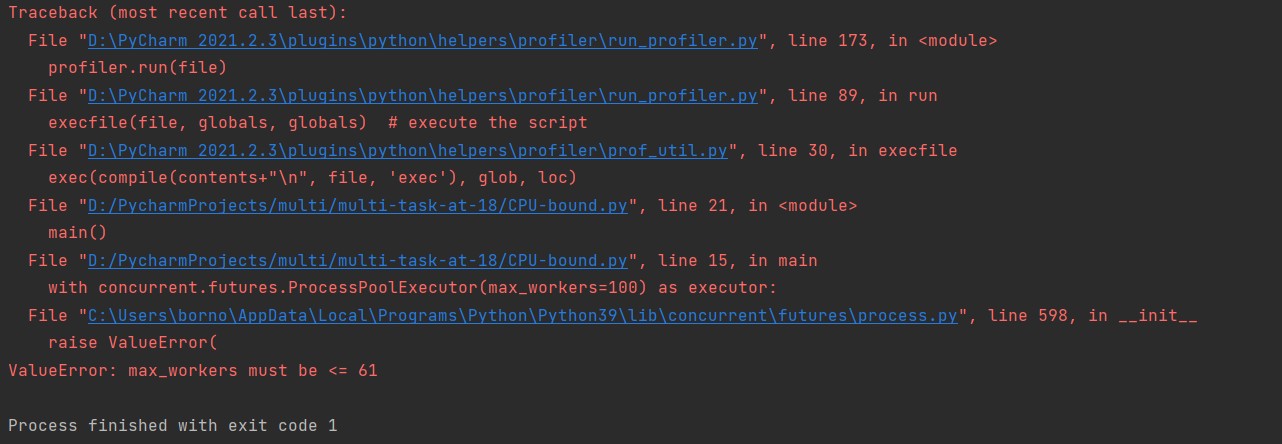 Traceback (most recent call last):
  File "D:\PyCharm 2021.2.3\plugins\python\helpers\profiler\run_profiler.py", line 173, in <module>
    profiler.run(file)
  File "D:\PyCharm 2021.2.3\plugins\python\helpers\profiler\run_profiler.py", line 89, in run
    execfile(file, globals, globals)  # execute the script
  File "D:\PyCharm 2021.2.3\plugins\python\helpers\profiler\prof_util.py", line 30, in execfile
    exec(compile(contents+"\n", file, 'exec'), glob, loc)
  File "D:/PycharmProjects/multi/multi-task-at-18/CPU-bound.py", line 21, in <module>
    main()
  File "D:/PycharmProjects/multi/multi-task-at-18/CPU-bound.py", line 15, in main
    with concurrent.futures.ProcessPoolExecutor(max_workers=100) as executor:
  File "C:\Users\borno\AppData\Local\Programs\Python\Python39\lib\concurrent\futures\process.py", line 598, in __init__
    raise ValueError(
ValueError: max_workers must be <= 61

Process finished with exit code 1